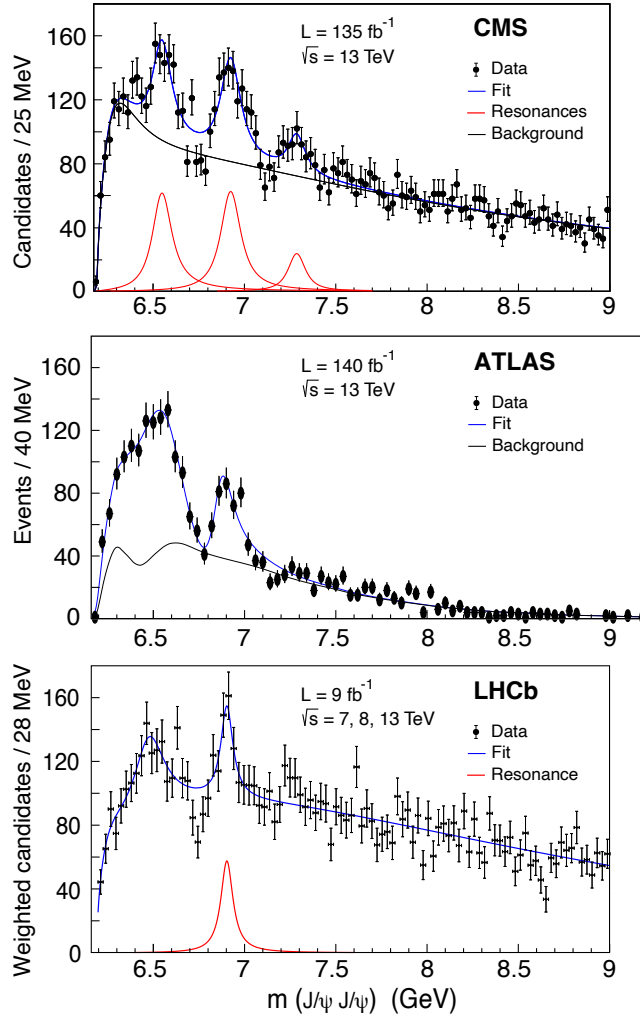 CMS
L = 135 fb⁻¹
√s = 13 TeV
Data
Fit
Resonances
Background
Candidates / 25 MeV
160
120
80
40
0
6.5 7 7.5 8 8.5 9
ATLAS
L = 140 fb⁻¹
√s = 13 TeV
Data
Fit
Background
Events / 40 MeV
160
120
80
40
0
6.5 7 7.5 8 8.5 9
LHCb
L = 9 fb⁻¹
√s = 7, 8, 13 TeV
Data
Fit
Resonance
Weighted candidates / 28 MeV
160
120
80
40
0
6.5 7 7.5 8 8.5 9
m (J/ψ J/ψ) (GeV)